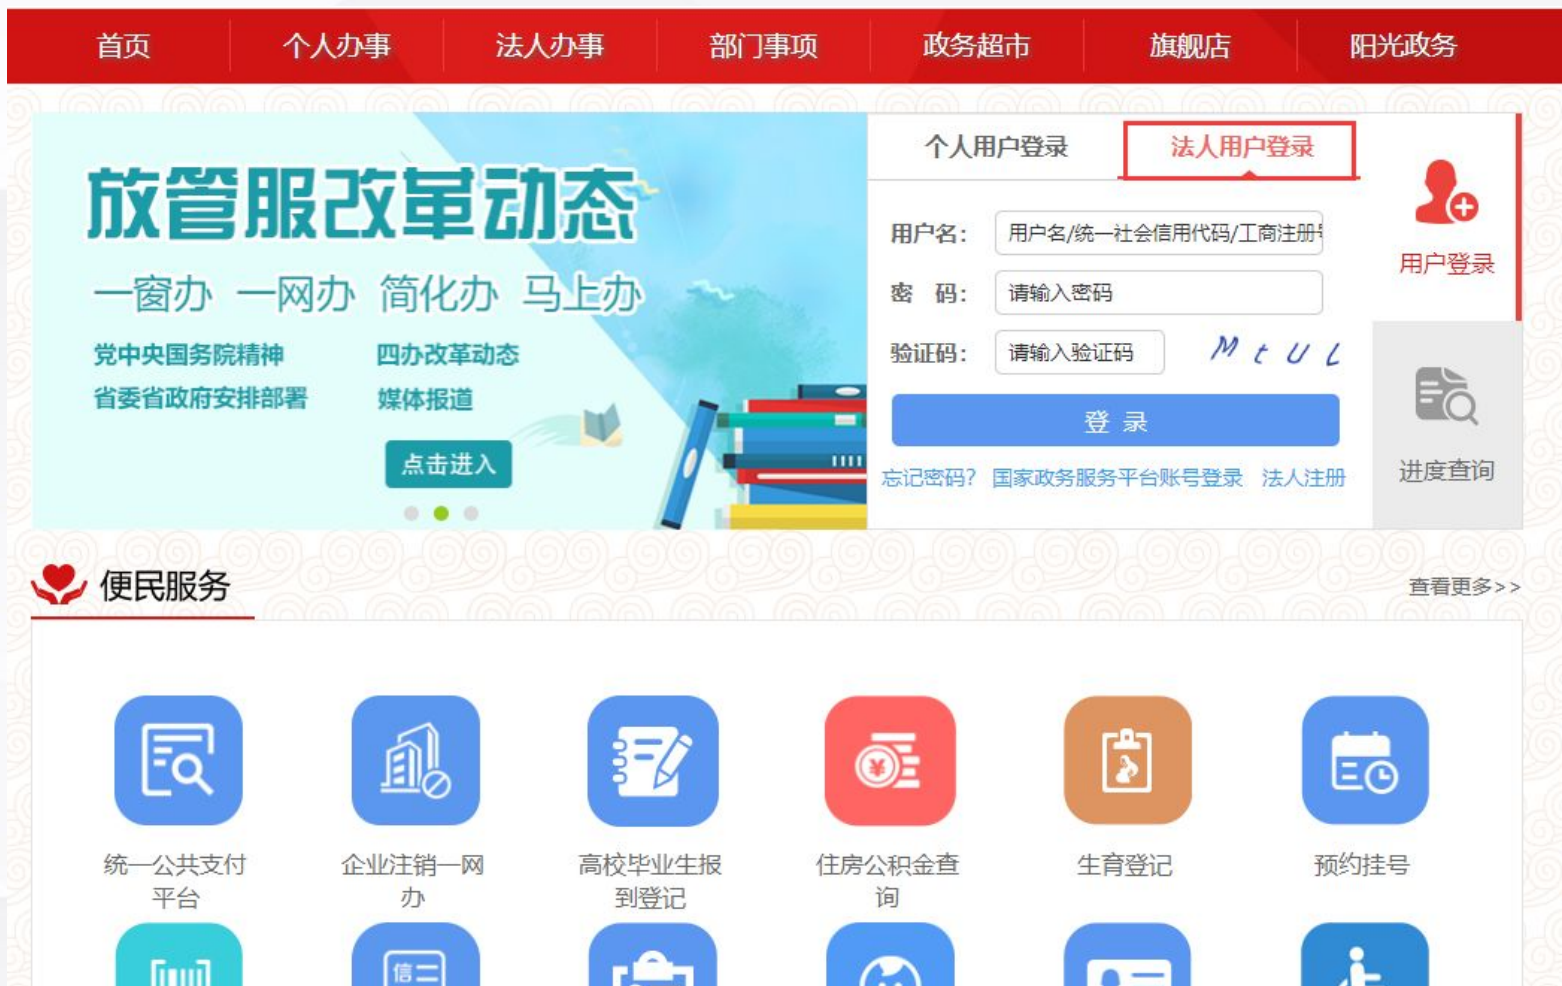 首页 个人办事 法人办事 部门事项 政务超市 旗舰店 阳光政务
放管服改革动态
一窗办 一网办 简化办 马上办
党中央国务院精神 四办改革动态
省委省政府安排部署 媒体报道
点击进入
个人用户登录 法人用户登录
用户名： 用户名/统一社会信用代码/工商注册号
密 码： 请输入密码
验证码： 请输入验证码 M t U L
登 录
忘记密码? 国家政务服务平台账号登录 法人注册
用户登录
进度查询
便民服务 查看更多>>
统一公共支付
平台
企业注销一网
办
高校毕业生报
到登记
住房公积金查
询
生育登记
预约挂号
信